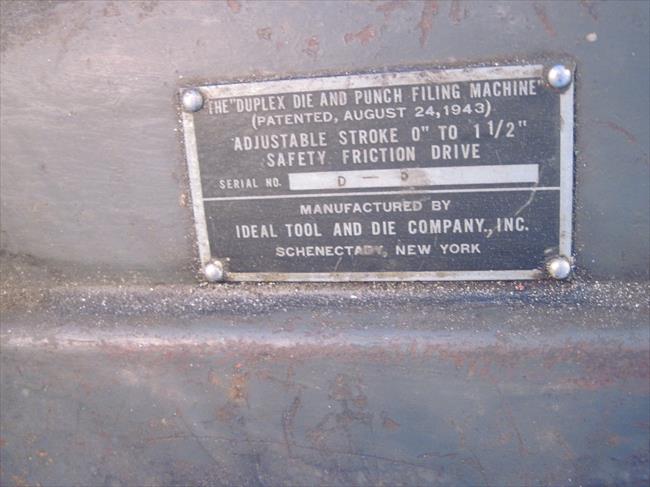 THE "DUPLEX DIE AND PUNCH FILING MACHINE"
(PATENTED, AUGUST 24, 1943)
ADJUSTABLE STROKE 0" TO 1 1/2"
SAFETY FRICTION DRIVE
SERIAL NO. D —
MANUFACTURED BY
IDEAL TOOL AND DIE COMPANY., INC.
SCHENECTADY, NEW YORK